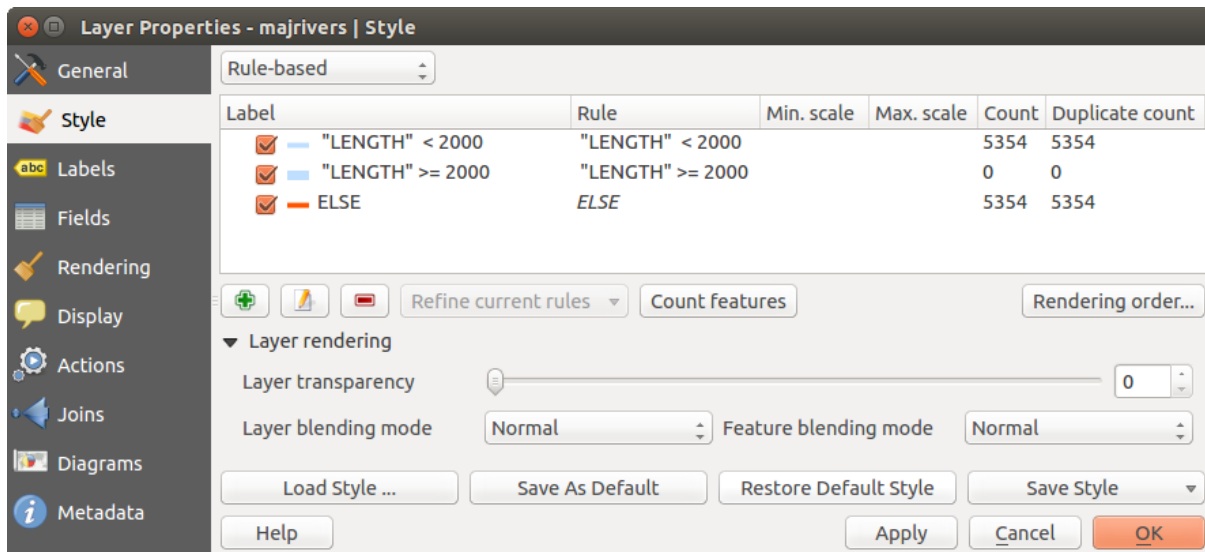 Layer Properties - majrivers | Style
General
Style
abc Labels
Fields
Rendering
Display
Actions
Joins
Diagrams
Metadata
Rule-based
Label Rule Min. scale Max. scale Count Duplicate count
"LENGTH" < 2000 "LENGTH" < 2000 5354 5354
"LENGTH" >= 2000 "LENGTH" >= 2000 0 0
ELSE ELSE 5354 5354
Refine current rules Count features Rendering order...
Layer rendering
Layer transparency 0
Layer blending mode Normal Feature blending mode Normal
Load Style ... Save As Default Restore Default Style Save Style
Help Apply Cancel OK